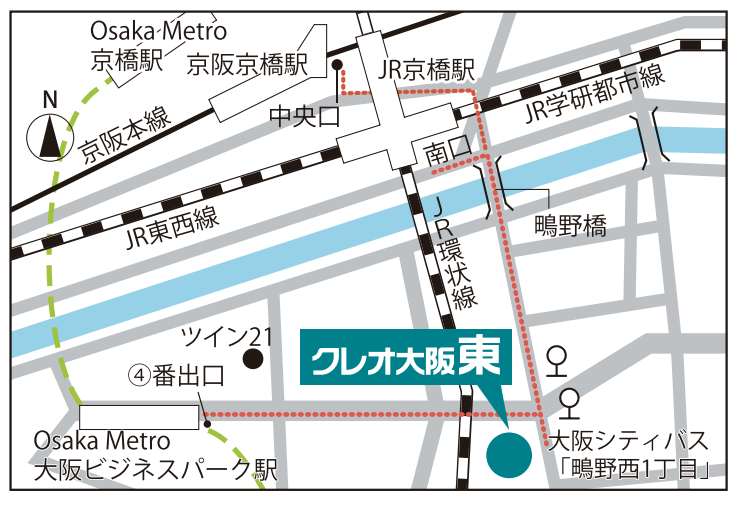 Osaka Metro
京橋駅
京阪京橋駅
JR京橋駅
N
中央口
京阪本線
JR学研都市線
南口
JR東西線
JR環状線
鴫野橋
ツイン21
④番出口
クレオ大阪東
Osaka Metro
大阪ビジネスパーク駅
大阪シティバス
「鴫野西1丁目」